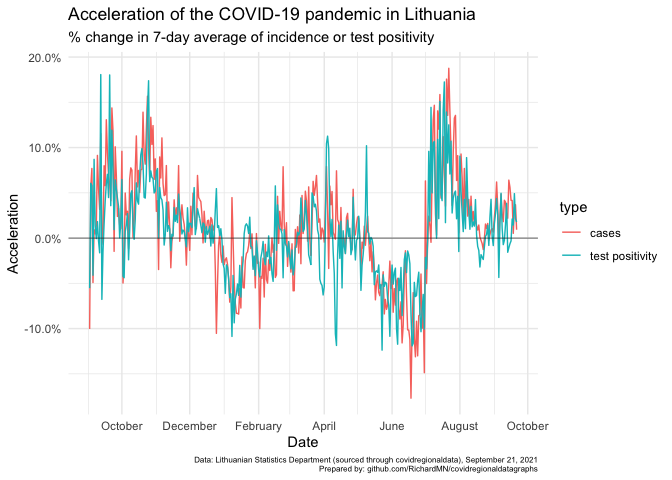 Acceleration of the COVID-19 pandemic in Lithuania
% change in 7-day average of incidence or test positivity
20.0%
10.0%
0.0%
-10.0%
Acceleration
October
December
February
April
June
August
October
Date
type
cases
test positivity
Data: Lithuanian Statistics Department (sourced through covidregionaldata), September 21, 2021
Prepared by: github.com/RichardMN/covidregionaldatagraphs